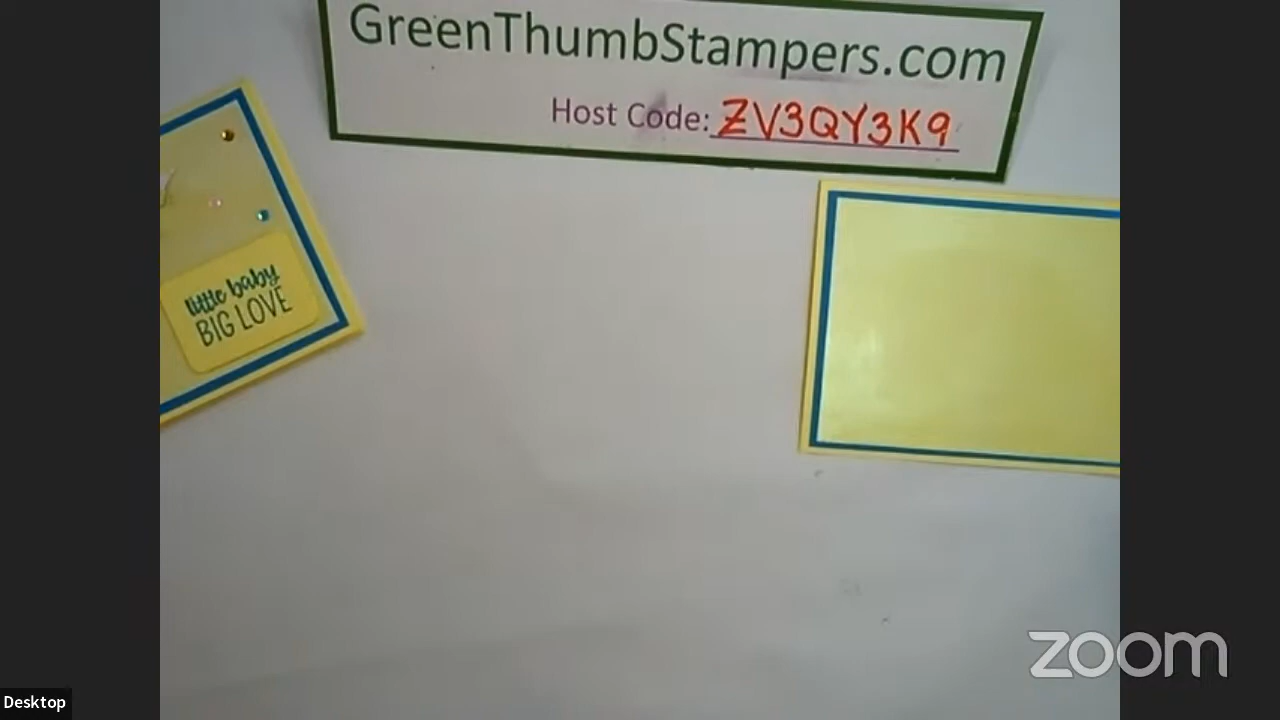 GreenThumbStampers.com
Host Code: ZV3QY3K9
little baby
BIG LOVE
zoom
Desktop